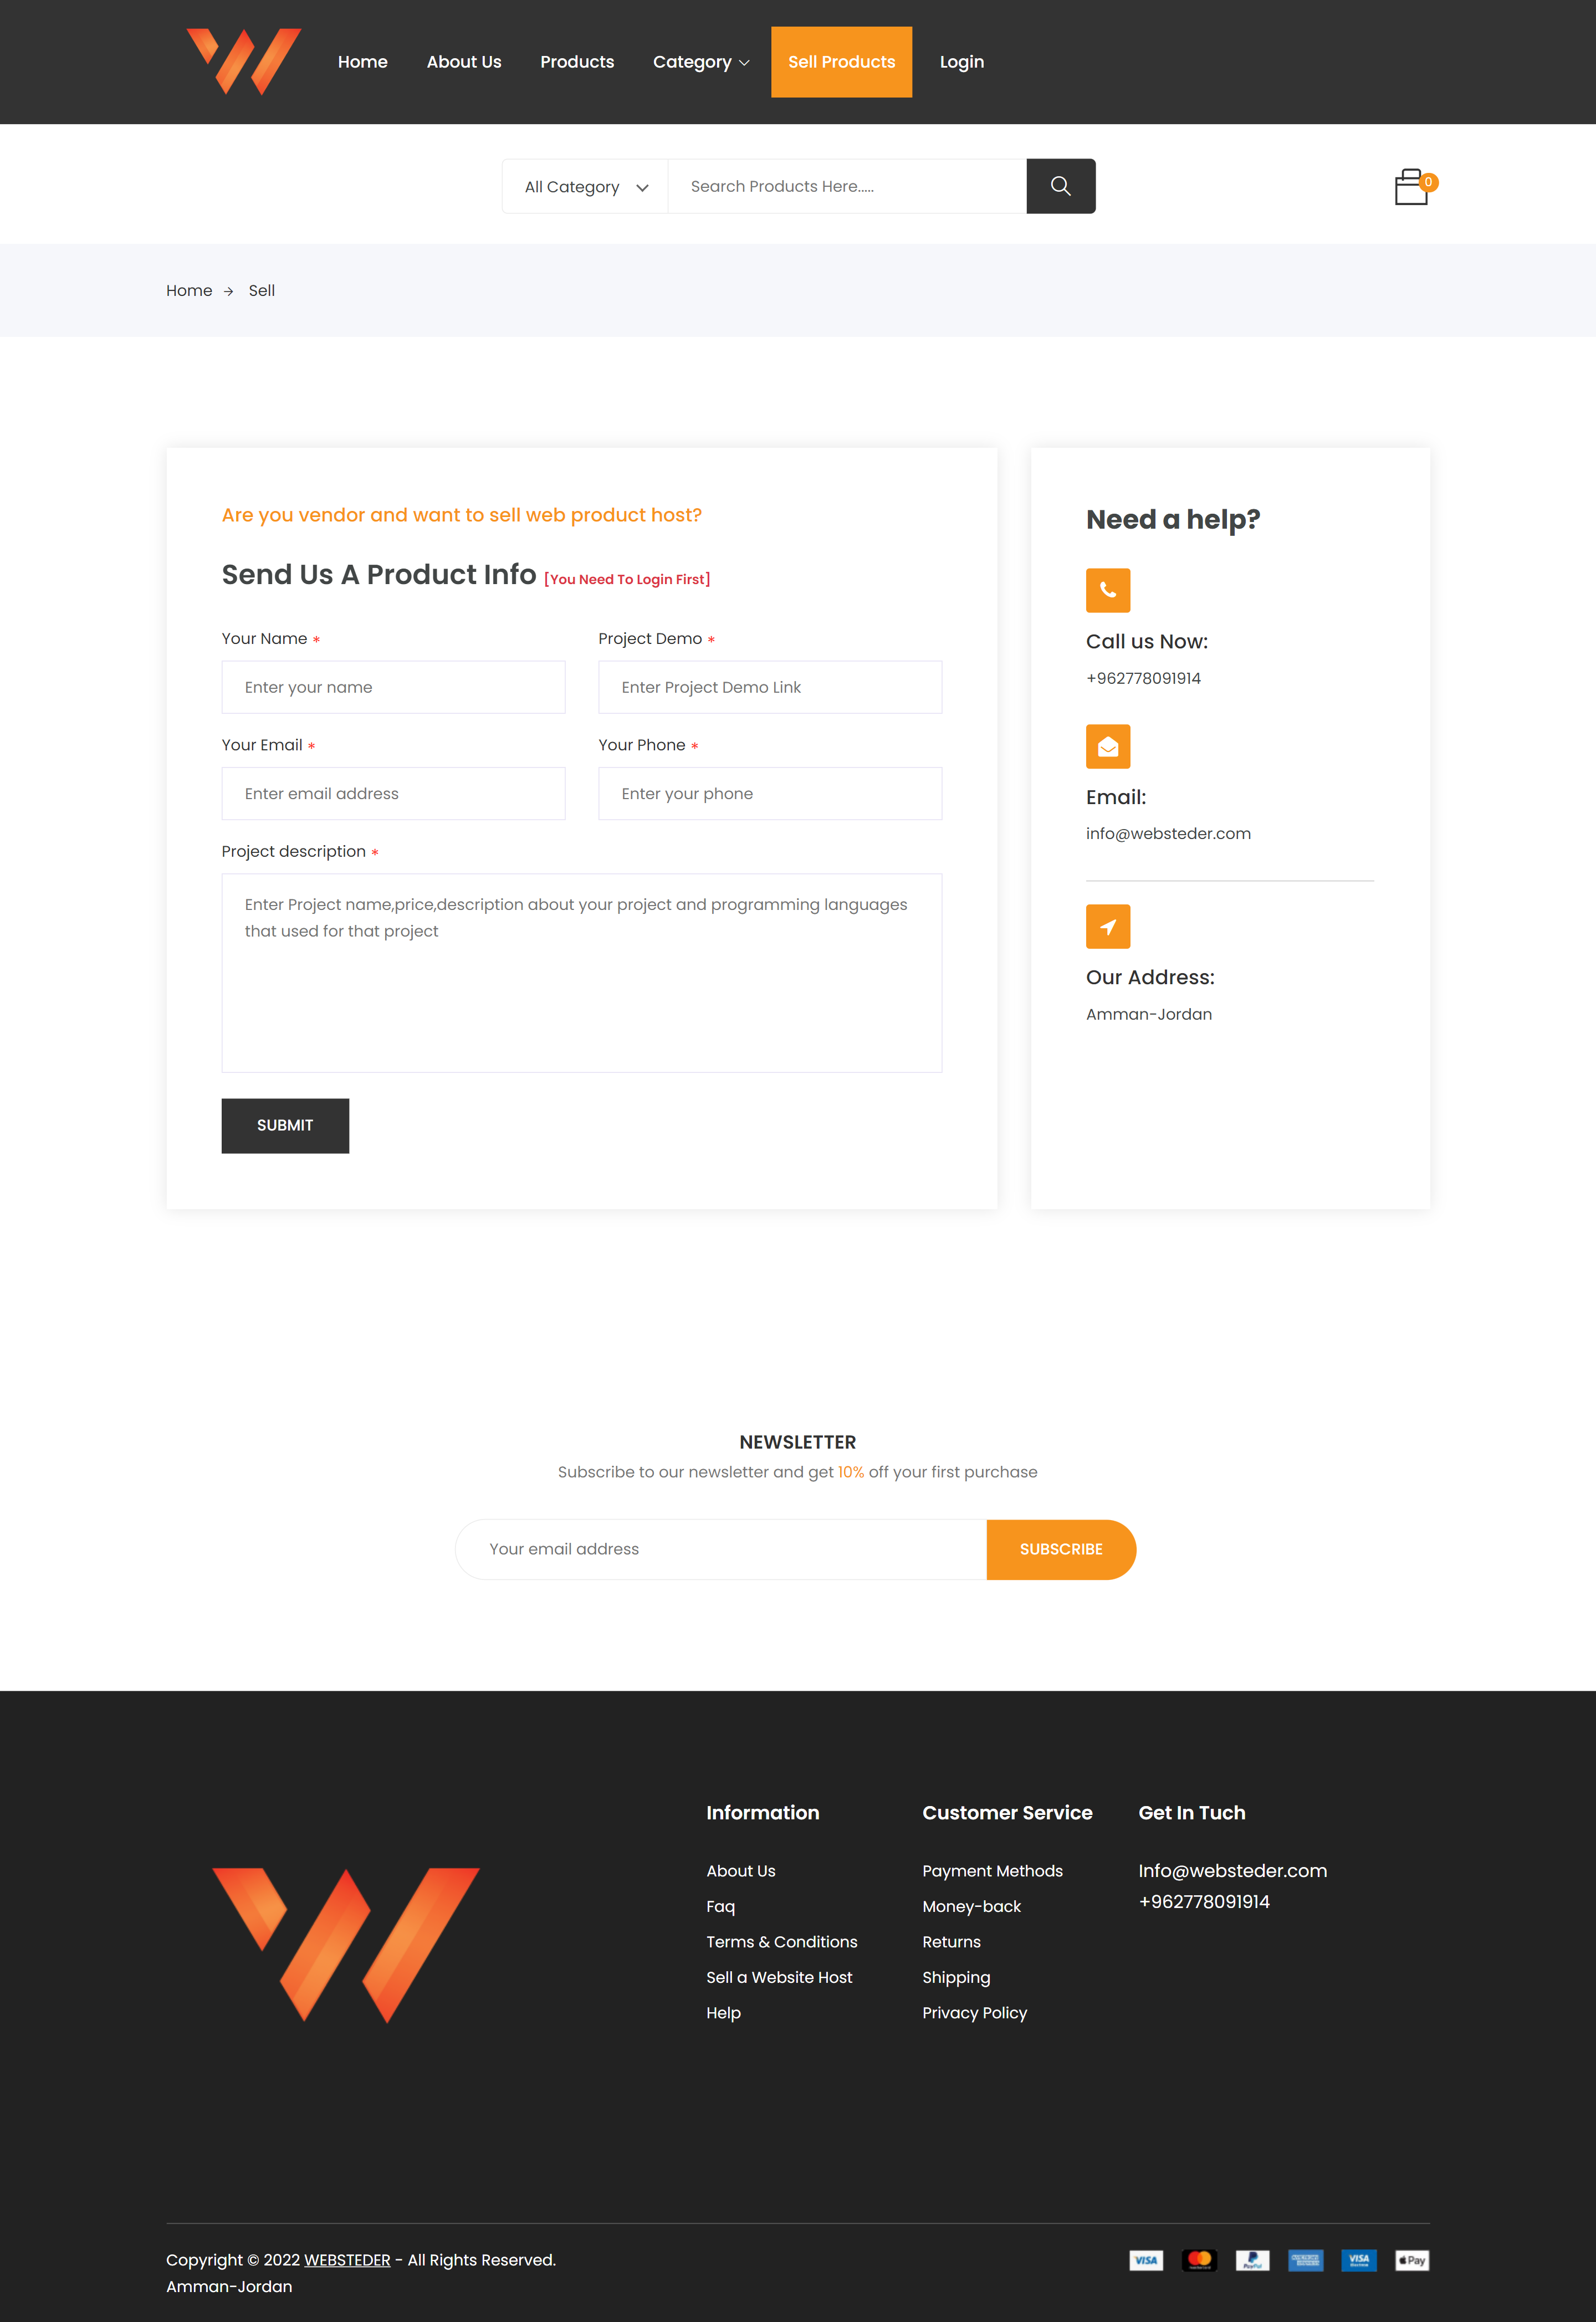 Home About Us Products Category Sell Products Login
All Category Search Products Here.....
0
Home → Sell
Are you vendor and want to sell web product host?
Send Us A Product Info [You Need To Login First]
Your Name *
Project Demo *
Enter your name
Enter Project Demo Link
Your Email *
Your Phone *
Enter email address
Enter your phone
Project description *
Enter Project name,price,description about your project and programming languages
that used for that project
SUBMIT
Need a help?
Call us Now:
+962778091914
Email:
info@websteder.com
Our Address:
Amman-Jordan
NEWSLETTER
Subscribe to our newsletter and get 10% off your first purchase
Your email address
SUBSCRIBE
Information
About Us
Faq
Terms & Conditions
Sell a Website Host
Help
Customer Service
Payment Methods
Money-back
Returns
Shipping
Privacy Policy
Get In Tuch
Info@websteder.com
+962778091914
Copyright © 2022 WEBSTEDER - All Rights Reserved.
Amman-Jordan
VISA
PayPal
VISA
Pay